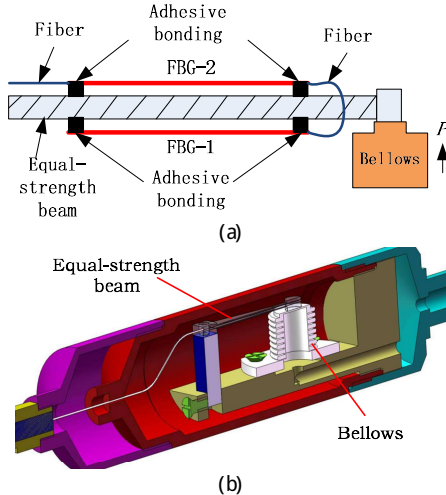 Fiber
Adhesive
bonding
Fiber
FBG-2
FBG-1
Equal-
strength
beam
Adhesive
bonding
Bellows
P
(a)
Equal-strength
beam
Bellows
(b)